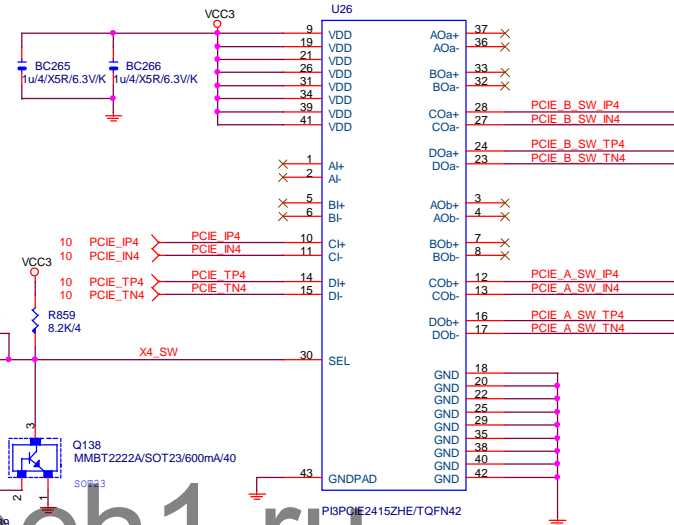 VCC3
U26
BC265
1u/4/X5R/6.3V/K
BC266
1u/4/X5R/6.3V/K
9 VDD
19 VDD
21 VDD
26 VDD
31 VDD
34 VDD
39 VDD
41 VDD
1 AI+
2 AI-
5 BI+
6 BI-
10 PCIE_IP4 PCIE_IP4 10 CI+
10 PCIE_IN4 PCIE_IN4 11 CI-
10 PCIE_TP4 PCIE_TP4 14 DI+
10 PCIE_TN4 PCIE_TN4 15 DI-
VCC3
R859
8.2K/4
X4_SW 30 SEL
3
Q138
MMBT2222A/SOT23/600mA/40
SOT23
2
1
43 GNDPAD
AOa+ 37
AOa- 36
BOa+ 33
BOa- 32
COa+ 28 PCIE_B_SW_IP4
COa- 27 PCIE_B_SW_IN4
DOa+ 24 PCIE_B_SW_TP4
DOa- 23 PCIE_B_SW_TN4
AOb+ 3
AOb- 4
BOb+ 7
BOb- 8
COb+ 12 PCIE_A_SW_IP4
COb- 13 PCIE_A_SW_IN4
DOb+ 16 PCIE_A_SW_TP4
DOb- 17 PCIE_A_SW_TN4
GND 18
GND 20
GND 22
GND 25
GND 29
GND 35
GND 38
GND 40
GND 42
PI3PCIE2415ZHE/TQFN42